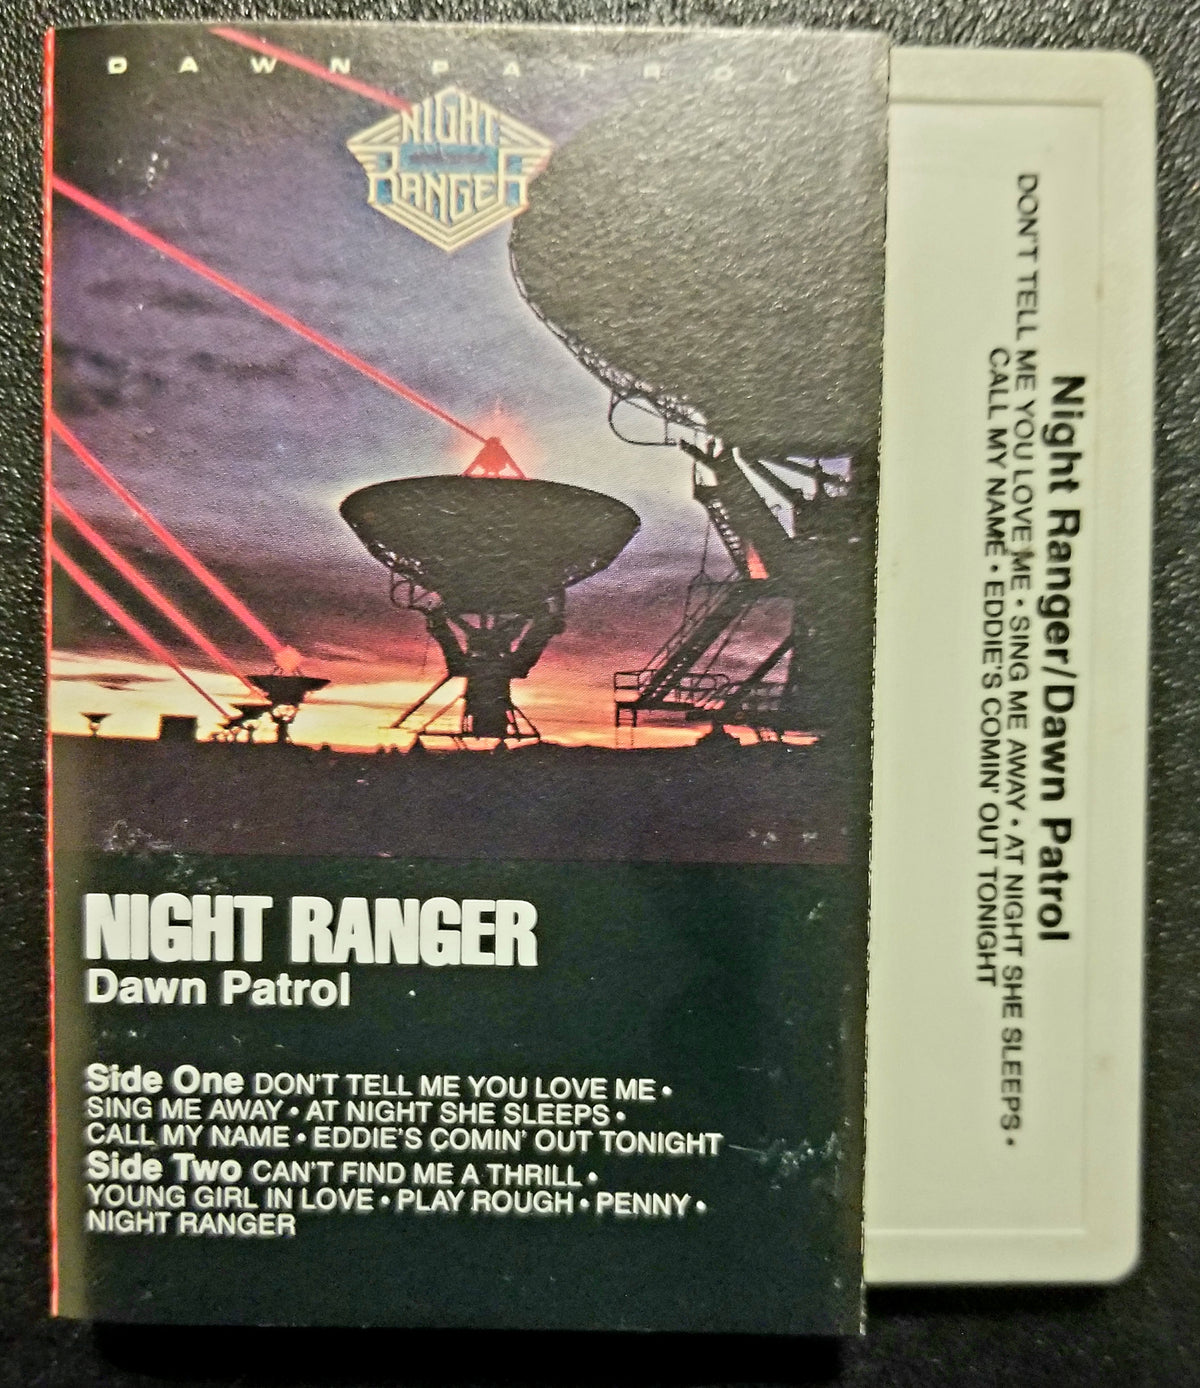 DAWN PATROL
NIGHT
RANGER
NIGHT RANGER
Dawn Patrol
Side One DON'T TELL ME YOU LOVE ME •
SING ME AWAY • AT NIGHT SHE SLEEPS •
CALL MY NAME • EDDIE'S COMIN' OUT TONIGHT
Side Two CAN'T FIND ME A THRILL •
YOUNG GIRL IN LOVE • PLAY ROUGH • PENNY •
NIGHT RANGER
Night Ranger/Dawn Patrol
DON'T TELL ME YOU LOVE ME • SING ME AWAY • AT NIGHT SHE SLEEPS •
CALL MY NAME • EDDIE'S COMIN' OUT TONIGHT